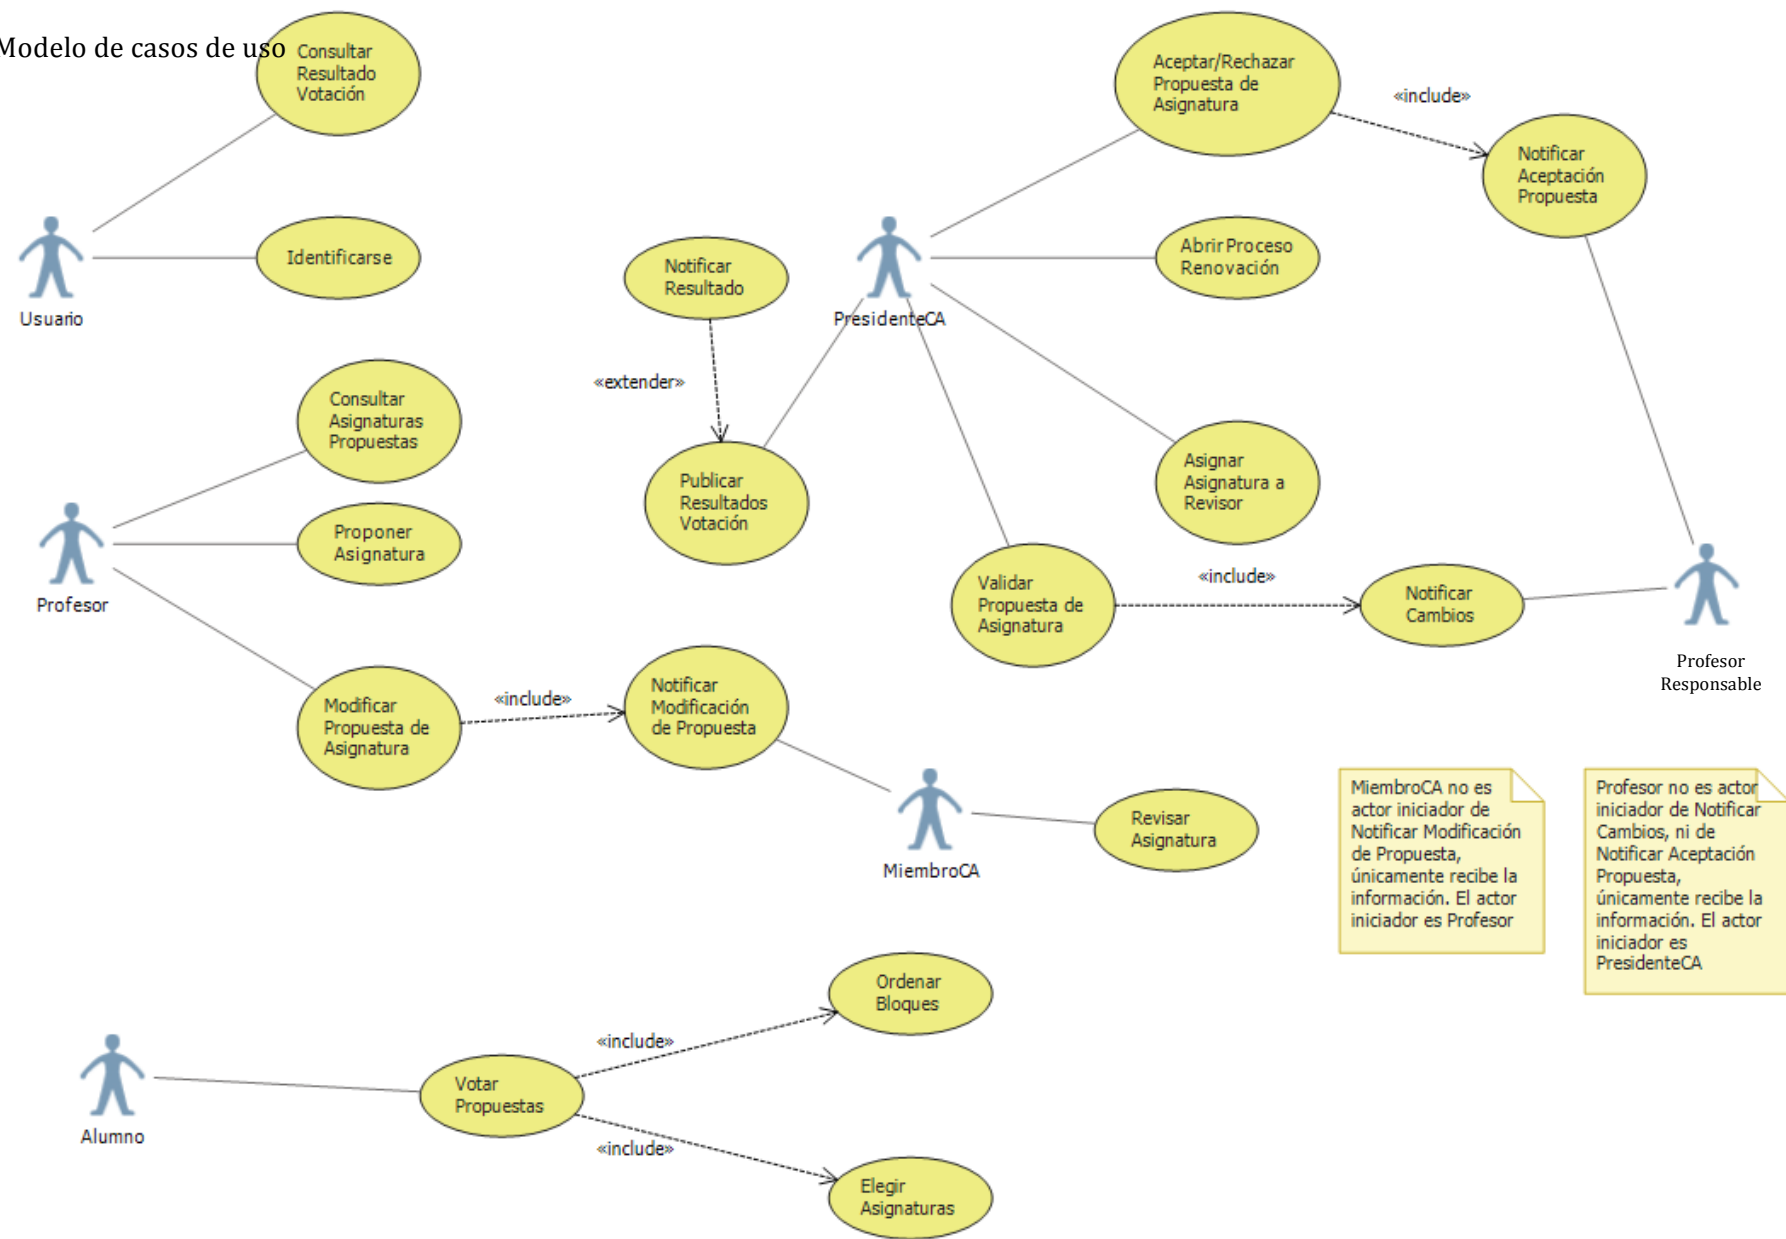 Modelo de casos de uso
Consultar
Resultado
Votación
Aceptar/Rechazar
Propuesta de
Asignatura
«include»
Notificar
Aceptación
Propuesta
Identificarse
Usuario
Notificar
Resultado
PresidenteCA
Abrir Proceso
Renovación
«extender»
Consultar
Asignaturas
Propuestas
Publicar
Resultados
Votación
Asignar
Asignatura a
Revisor
Proponer
Asignatura
Profesor
Validar
Propuesta de
Asignatura
«include»
Notificar
Cambios
Profesor
Responsable
Modificar
Propuesta de
Asignatura
«include»
Notificar
Modificación
de Propuesta
MiembroCA
Revisar
Asignatura
MiembroCA no es
actor iniciador de
Notificar Modificación
de Propuesta,
únicamente recibe la
información. El actor
iniciador es Profesor
Profesor no es actor
iniciador de Notificar
Cambios, ni de
Notificar Aceptación
Propuesta,
únicamente recibe la
información. El actor
iniciador es
PresidenteCA
Ordenar
Bloques
«include»
Votar
Propuestas
Alumno
«include»
Elegir
Asignaturas